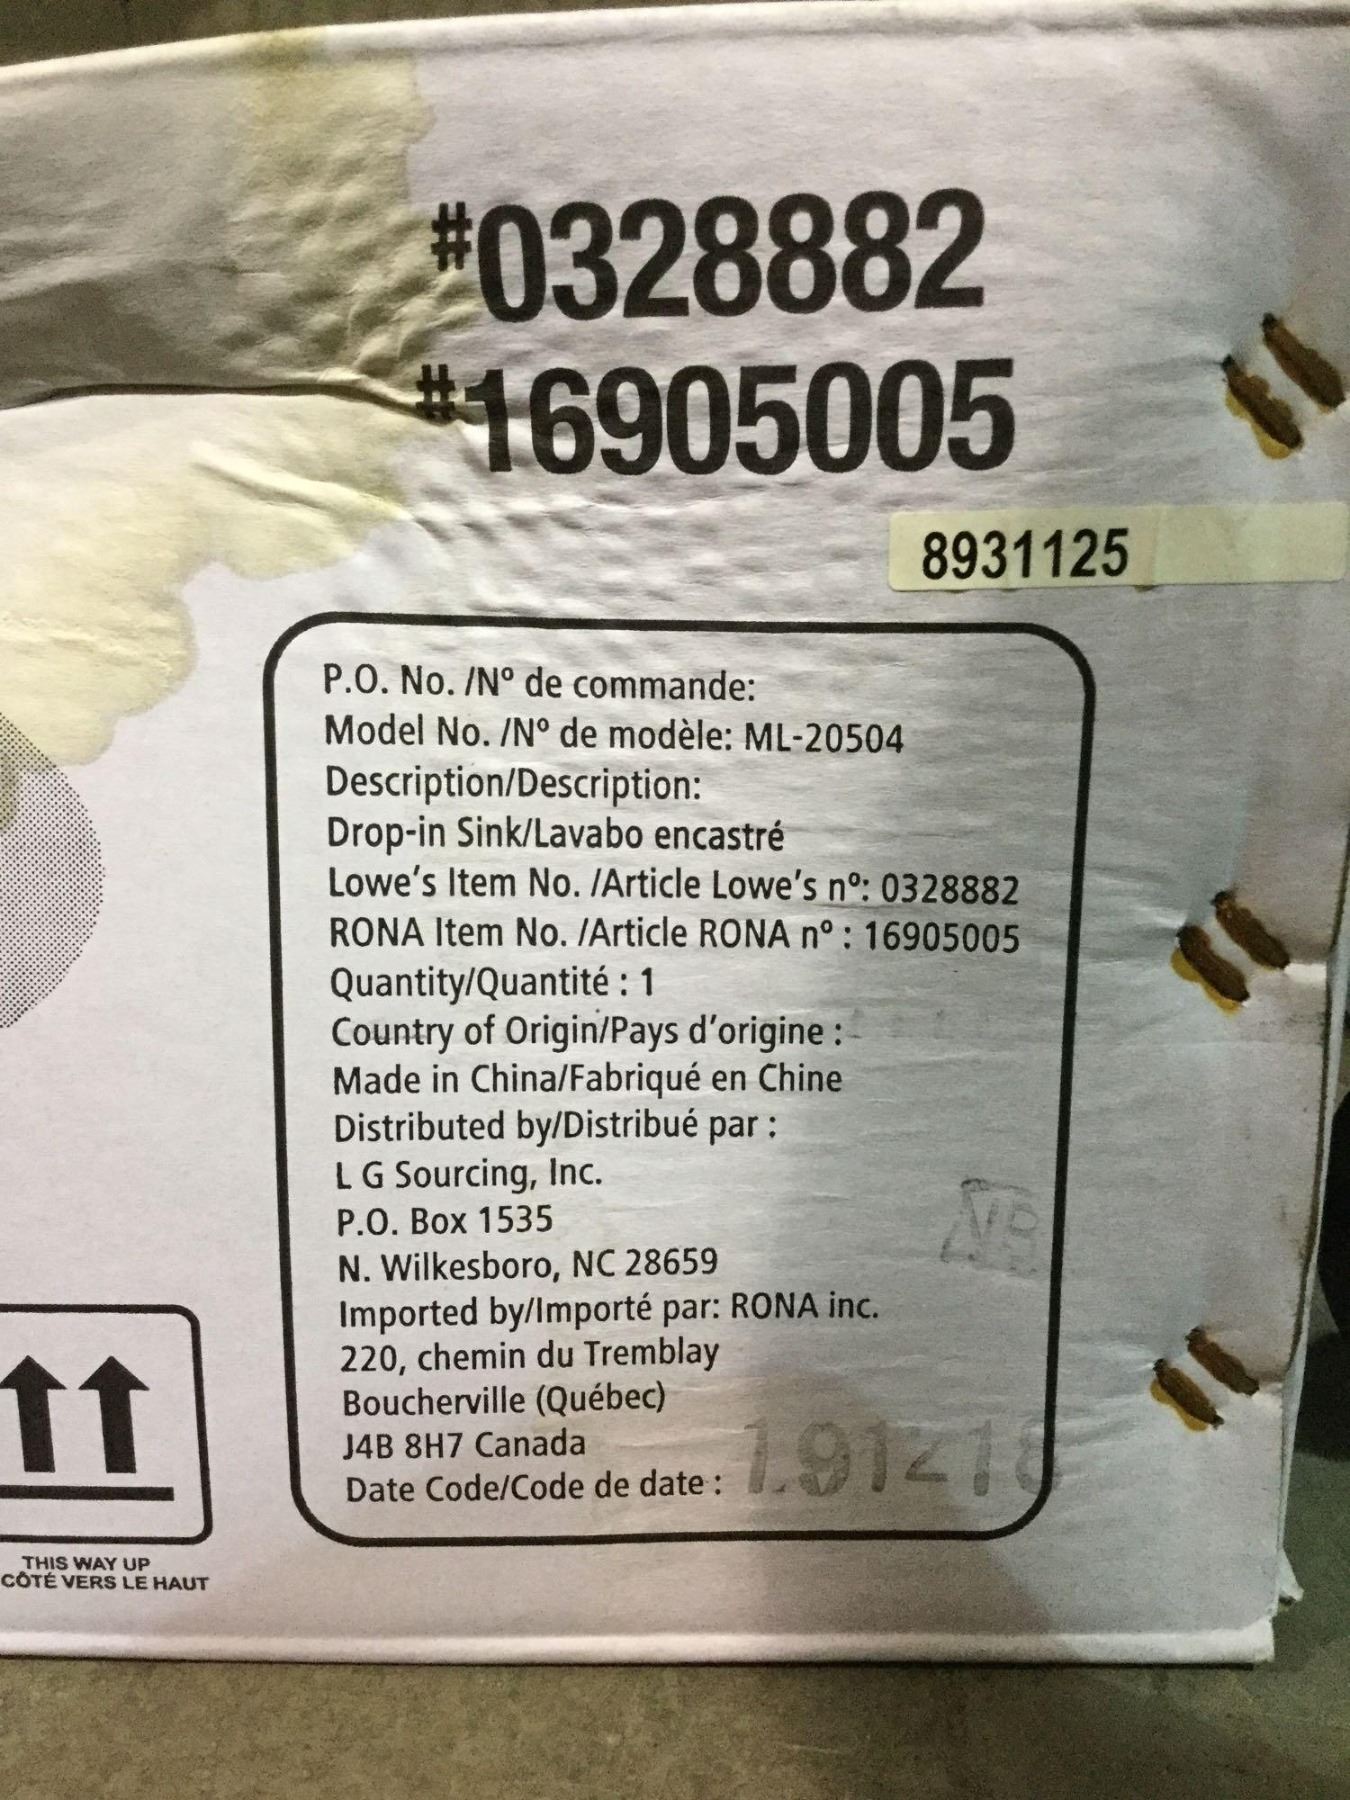 #0328882
#16905005
8931125
P.O. No. /Nº de commande:
Model No. /Nº de modèle: ML-20504
Description/Description:
Drop-in Sink/Lavabo encastré
Lowe's Item No. /Article Lowe's nº: 0328882
RONA Item No. /Article RONA nº : 16905005
Quantity/Quantité : 1
Country of Origin/Pays d'origine :
Made in China/Fabriqué en Chine
Distributed by/Distribué par :
L G Sourcing, Inc.
P.O. Box 1535
N. Wilkesboro, NC 28659
Imported by/Importé par: RONA inc.
220, chemin du Tremblay
Boucherville (Québec)
J4B 8H7 Canada
Date Code/Code de date :
THIS WAY UP
CÔTÉ VERS LE HAUT